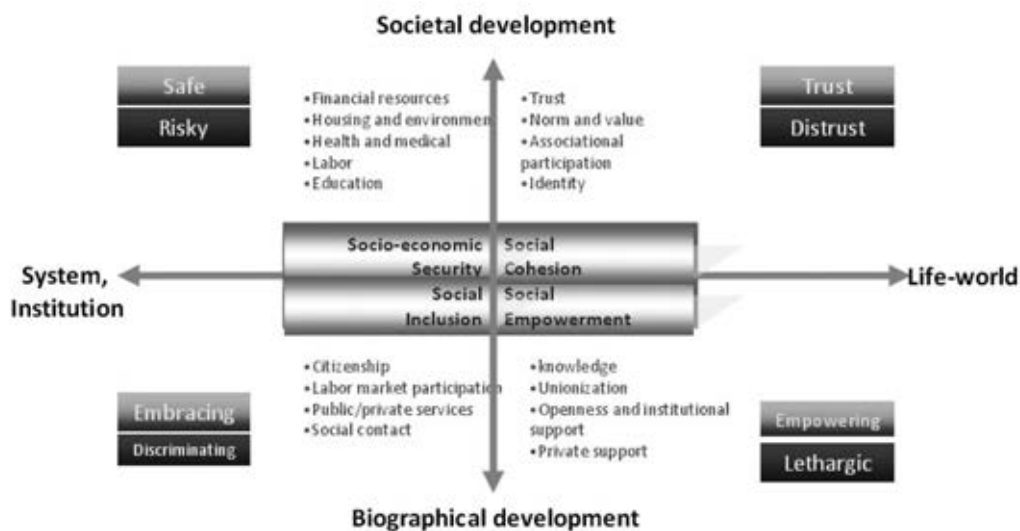 Societal development
Safe
Risky
•Financial resources
•Housing and environmen
•Health and medical
•Labor
•Education
•Trust
•Norm and value
•Associational
participation
•Identity
Trust
Distrust
System,
Institution
Socio-economic
Security
Social
Cohesion
Social
Inclusion
Social
Empowerment
Life-world
Embracing
Discriminating
•Citizenship
•Labor market participation
•Public/private services
•Social contact
•knowledge
•Unionization
•Openness and institutional
support
•Private support
Empowering
Lethargic
Biographical development